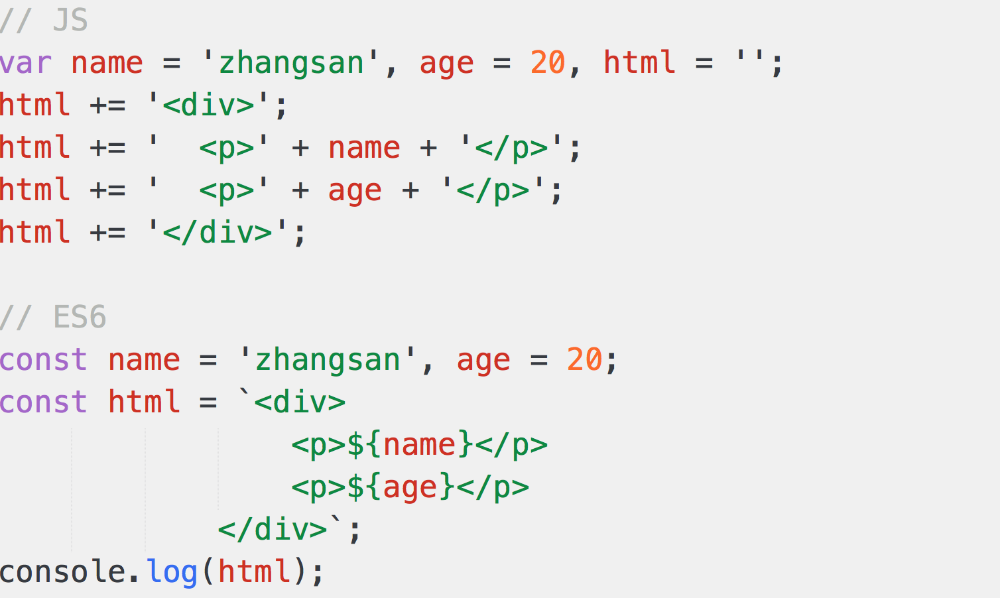 // JS
var name = 'zhangsan', age = 20, html = '';
html += '<div>';
html += '  <p>' + name + '</p>';
html += '  <p>' + age + '</p>';
html += '</div>';

// ES6
const name = 'zhangsan', age = 20;
const html = `<div>
                <p>${name}</p>
                <p>${age}</p>
            </div>`;
console.log(html);